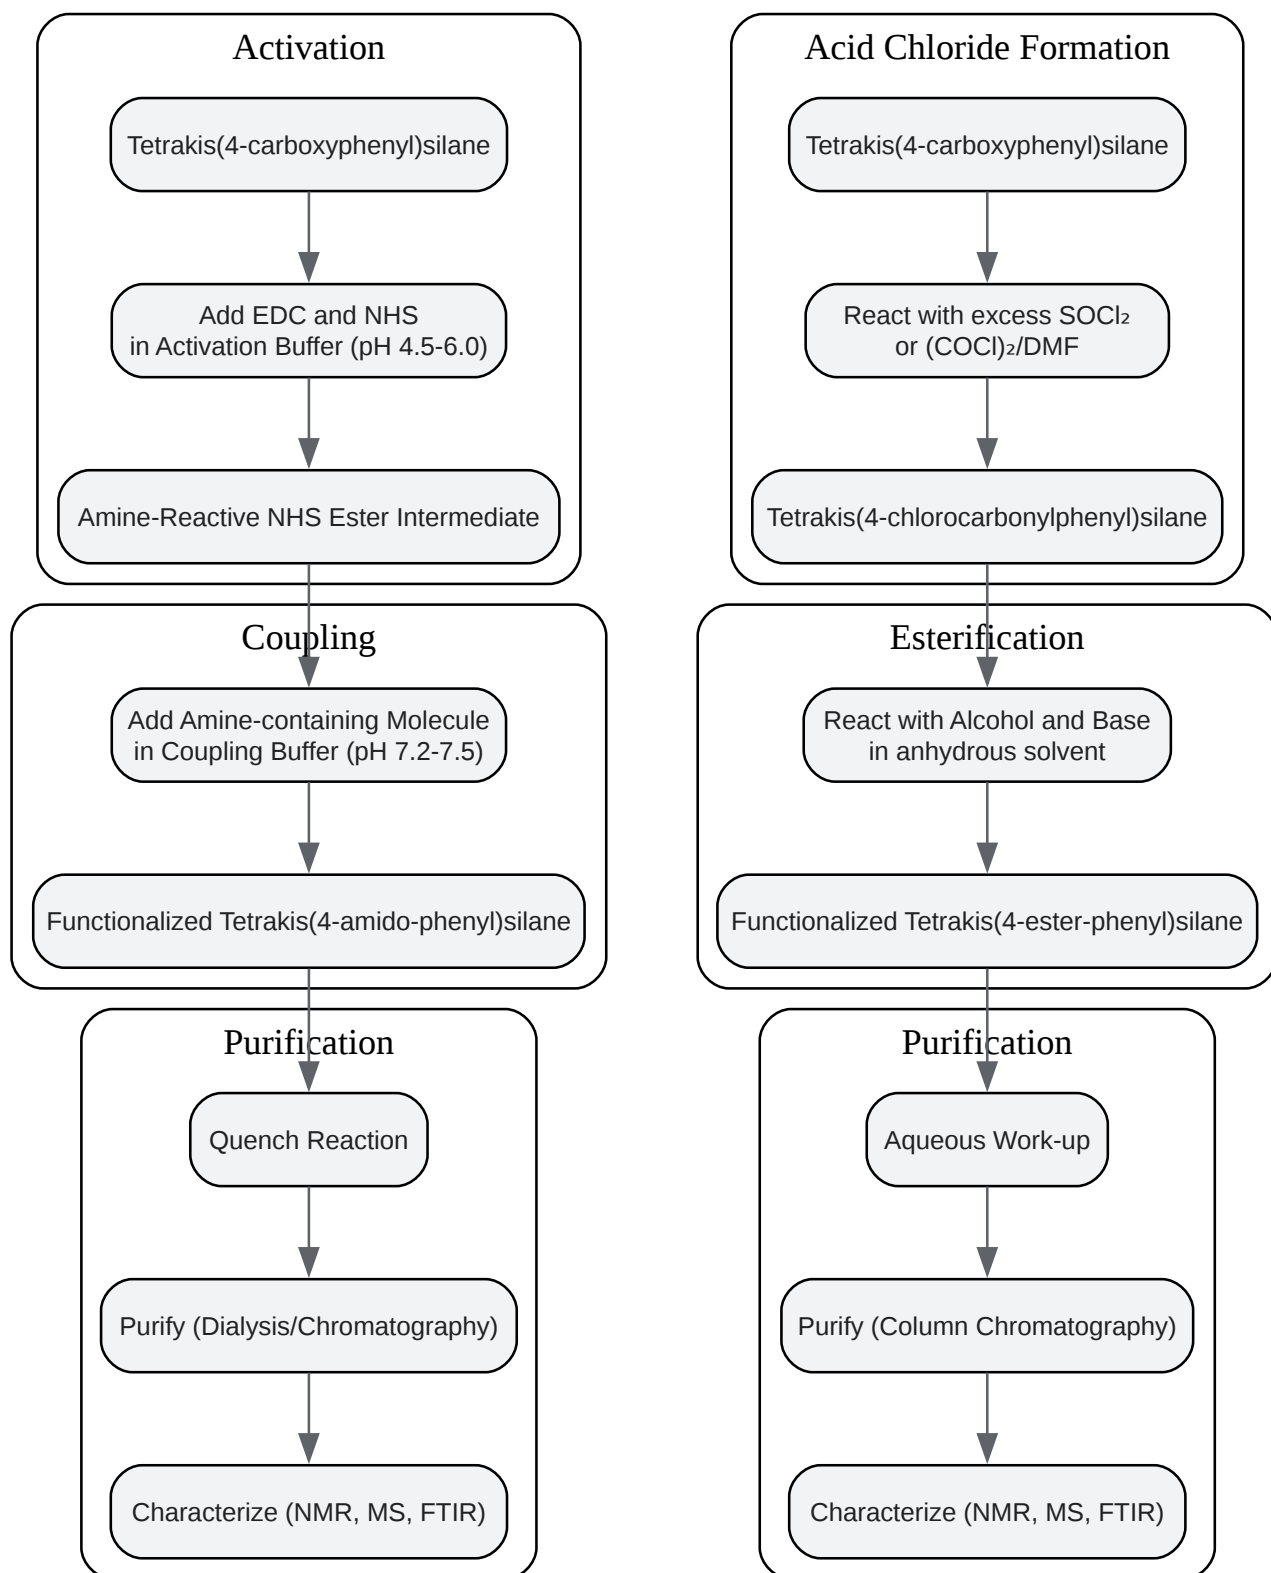 Activation
Tetrakis(4-carboxyphenyl)silane
Add EDC and NHS
in Activation Buffer (pH 4.5-6.0)
Amine-Reactive NHS Ester Intermediate
Coupling
Add Amine-containing Molecule
in Coupling Buffer (pH 7.2-7.5)
Functionalized Tetrakis(4-amido-phenyl)silane
Purification
Quench Reaction
Purify (Dialysis/Chromatography)
Characterize (NMR, MS, FTIR)
Acid Chloride Formation
Tetrakis(4-carboxyphenyl)silane
React with excess SOCl₂
or (COCl)₂/DMF
Tetrakis(4-chlorocarbonylphenyl)silane
Esterification
React with Alcohol and Base
in anhydrous solvent
Functionalized Tetrakis(4-ester-phenyl)silane
Purification
Aqueous Work-up
Purify (Column Chromatography)
Characterize (NMR, MS, FTIR)